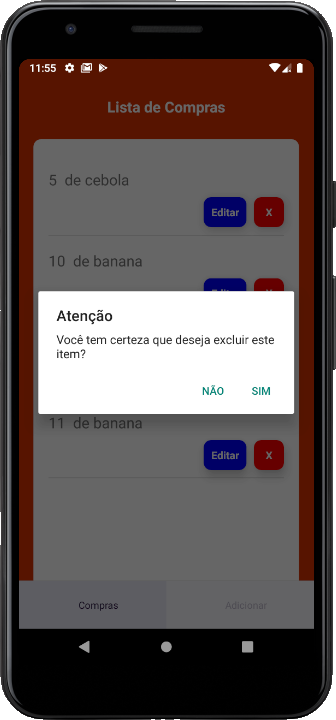 11:55
Lista de Compras
5 de cebola
Editar X
10 de banana
Atenção
Você tem certeza que deseja excluir este
item?
NÃO SIM
11 de banana
Editar X
Compras Adicionar